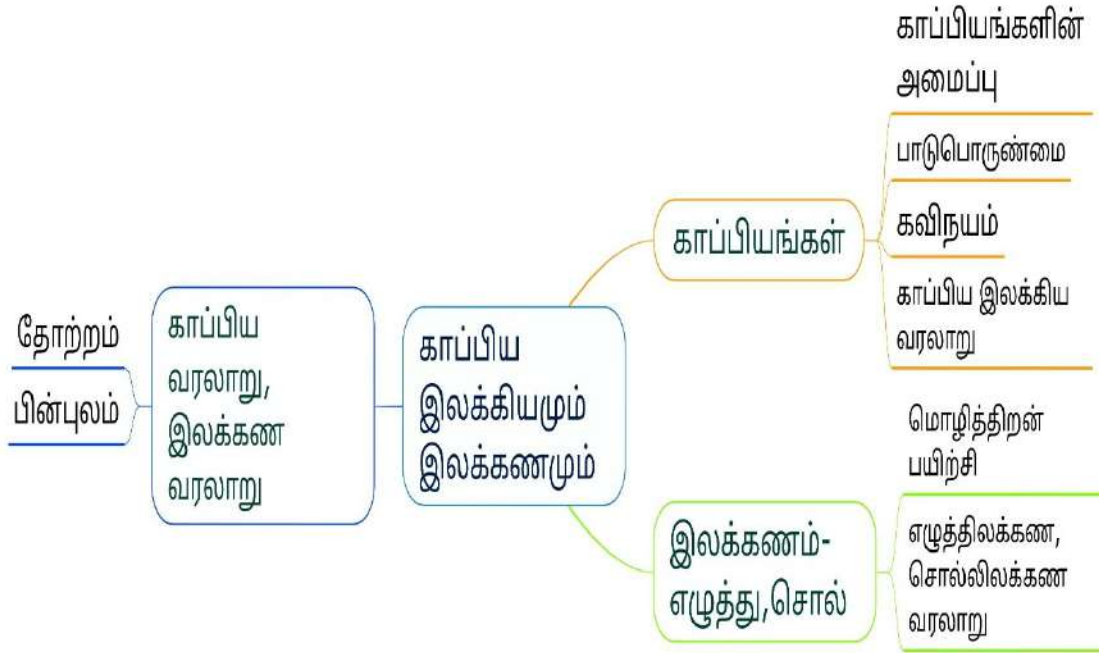 தோற்றம்
பின்புலம்
காப்பிய
வரலாறு,
இலக்கண
வரலாறு
காப்பிய
இலக்கியமும்
இலக்கணமும்
காப்பியங்கள்
காப்பியங்களின்
அமைப்பு
பாடுபொருண்மை
கவிநயம்
காப்பிய இலக்கிய
வரலாறு
இலக்கணம்-
எழுத்து,சொல்
மொழித்திறன்
பயிற்சி
எழுத்திலக்கண,
சொல்லிலக்கண
வரலாறு